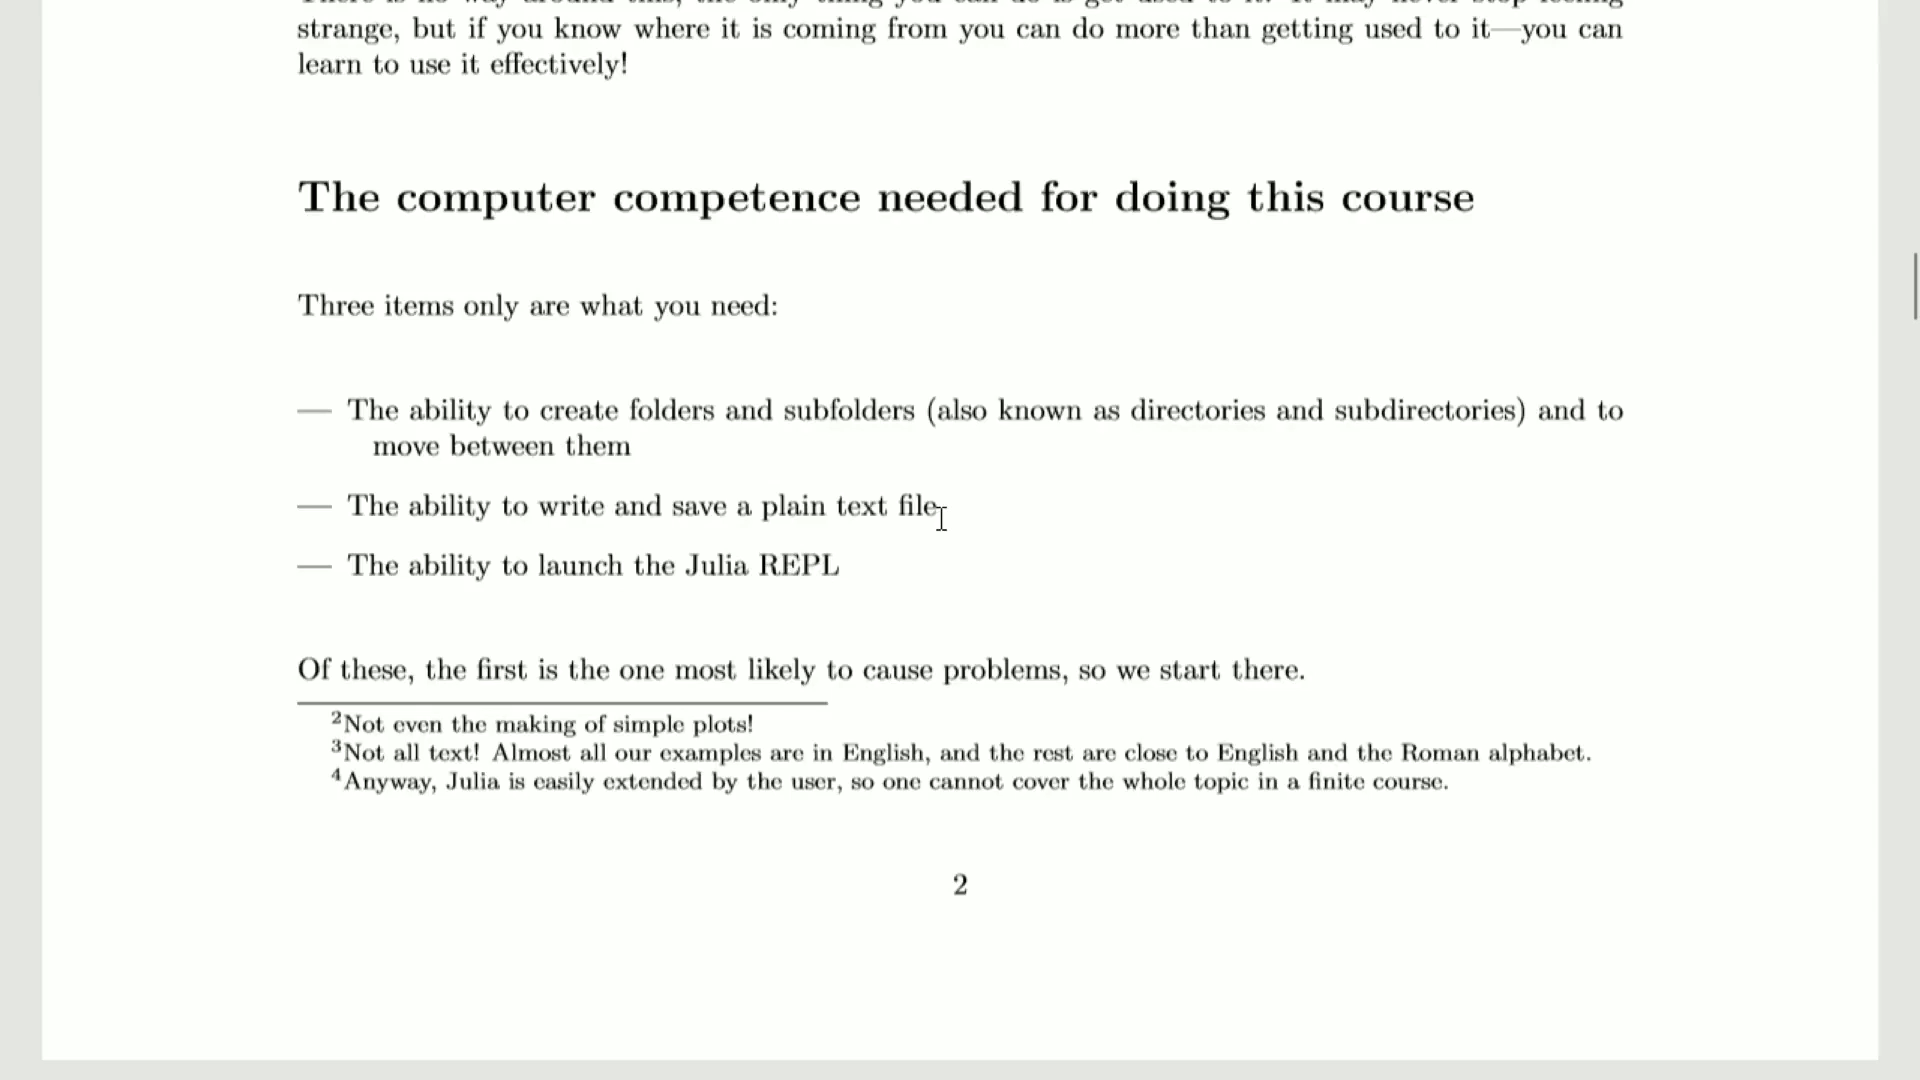 strange, but if you know where it is coming from you can do more than getting used to it—you can
learn to use it effectively!
The computer competence needed for doing this course
Three items only are what you need:
— The ability to create folders and subfolders (also known as directories and subdirectories) and to
move between them
— The ability to write and save a plain text file
— The ability to launch the Julia REPL
Of these, the first is the one most likely to cause problems, so we start there.
²Not even the making of simple plots!
³Not all text! Almost all our examples are in English, and the rest are close to English and the Roman alphabet.
⁴Anyway, Julia is easily extended by the user, so one cannot cover the whole topic in a finite course.
2